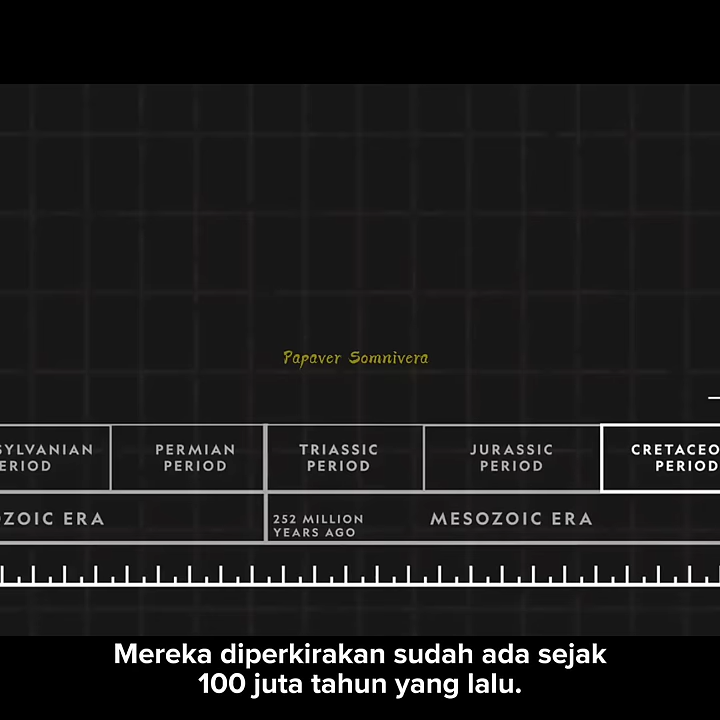 Papaver Somnivera
SYLVANIAN
ERIOD
PERMIAN
PERIOD
TRIASSIC
PERIOD
JURASSIC
PERIOD
CRETACEO
PERIOD
OZOIC ERA
252 MILLION
YEARS AGO
MESOZOIC ERA
Mereka diperkirakan sudah ada sejak
100 juta tahun yang lalu.